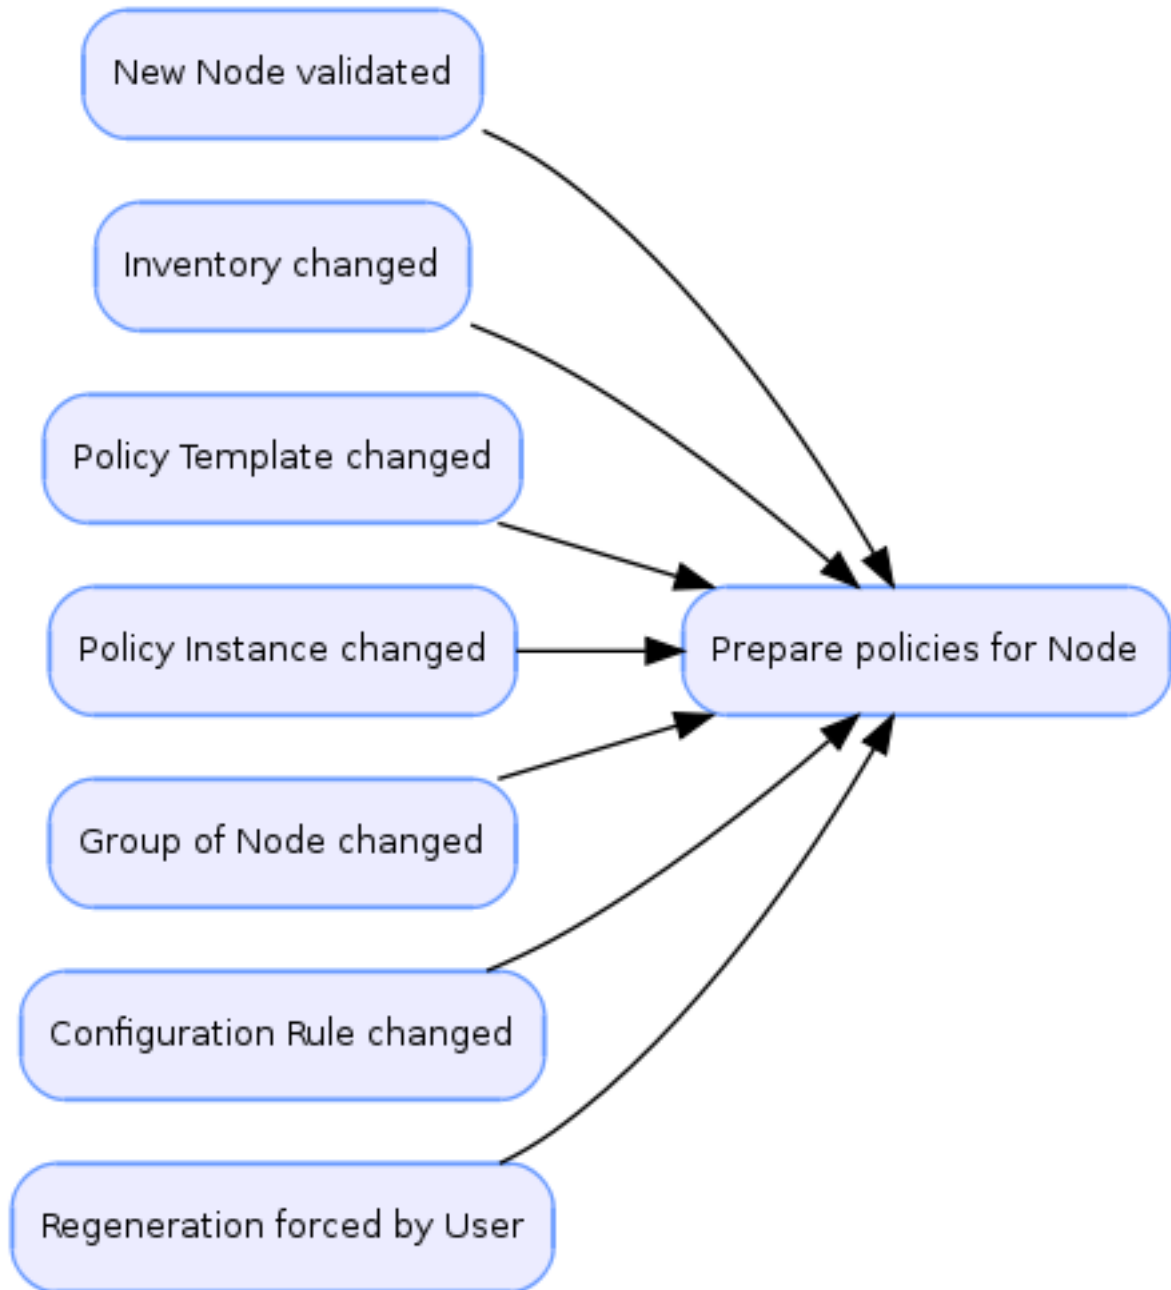 New Node validated
Inventory changed
Policy Template changed
Policy Instance changed
Prepare policies for Node
Group of Node changed
Configuration Rule changed
Regeneration forced by User